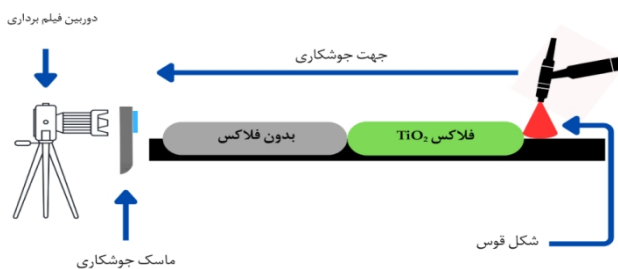 دوربین فیلم برداری
جهت جوشکاری
بدون فلاکس
فلاکس TiO₂
شکل قوس
ماسک جوشکاری